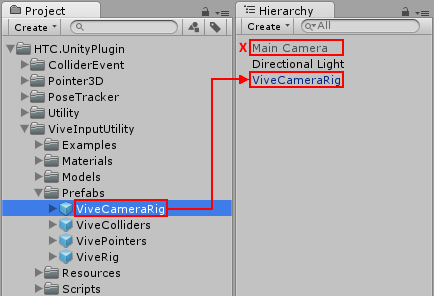 Project
Create
HTC.UnityPlugin
ColliderEvent
Pointer3D
PoseTracker
Utility
ViveInputUtility
Examples
Materials
Models
Prefabs
ViveCameraRig
ViveColliders
VivePointers
ViveRig
Resources
Scripts
Hierarchy
Create
All
X Main Camera
Directional Light
ViveCameraRig